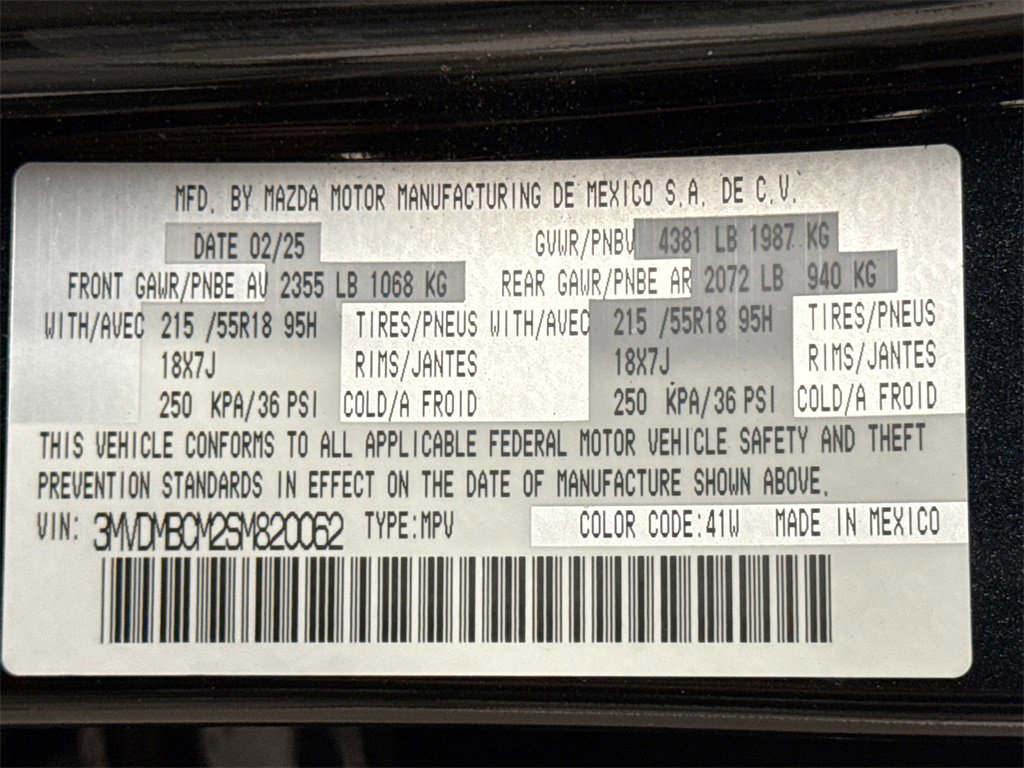 MFD. BY MAZDA MOTOR MANUFACTURING DE MEXICO S.A. DE C.V.
DATE 02/25 GVWR/PNBV 4381 LB 1987 KG
FRONT GAWR/PNBE AV 2355 LB 1068 KG REAR GAWR/PNBE AR 2072 LB 940 KG
WITH/AVEC 215 /55R18 95H TIRES/PNEUS WITH/AVEC 215 /55R18 95H TIRES/PNEUS
18X7J RIMS/JANTES 18X7J RIMS/JANTES
250 KPA/36 PSI COLD/A FROID 250 KPA/36 PSI COLD/A FROID
THIS VEHICLE CONFORMS TO ALL APPLICABLE FEDERAL MOTOR VEHICLE SAFETY AND THEFT
PREVENTION STANDARDS IN EFFECT ON THE DATE OF MANUFACTURE SHOWN ABOVE.
VIN: 3MVDMBCM2SM820062 TYPE:MPV COLOR CODE:41W MADE IN MEXICO